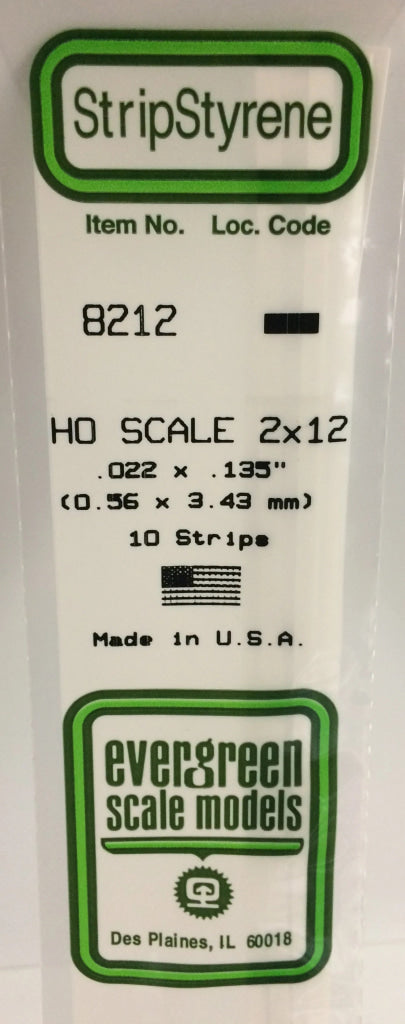 StripStyrene
Item No. Loc. Code
8212
HO SCALE 2x12
.022 x .135"
(0.56 x 3.43 mm)
10 Strips
Made in U.S.A.
evergreen
scale models
Des Plaines, IL 60018